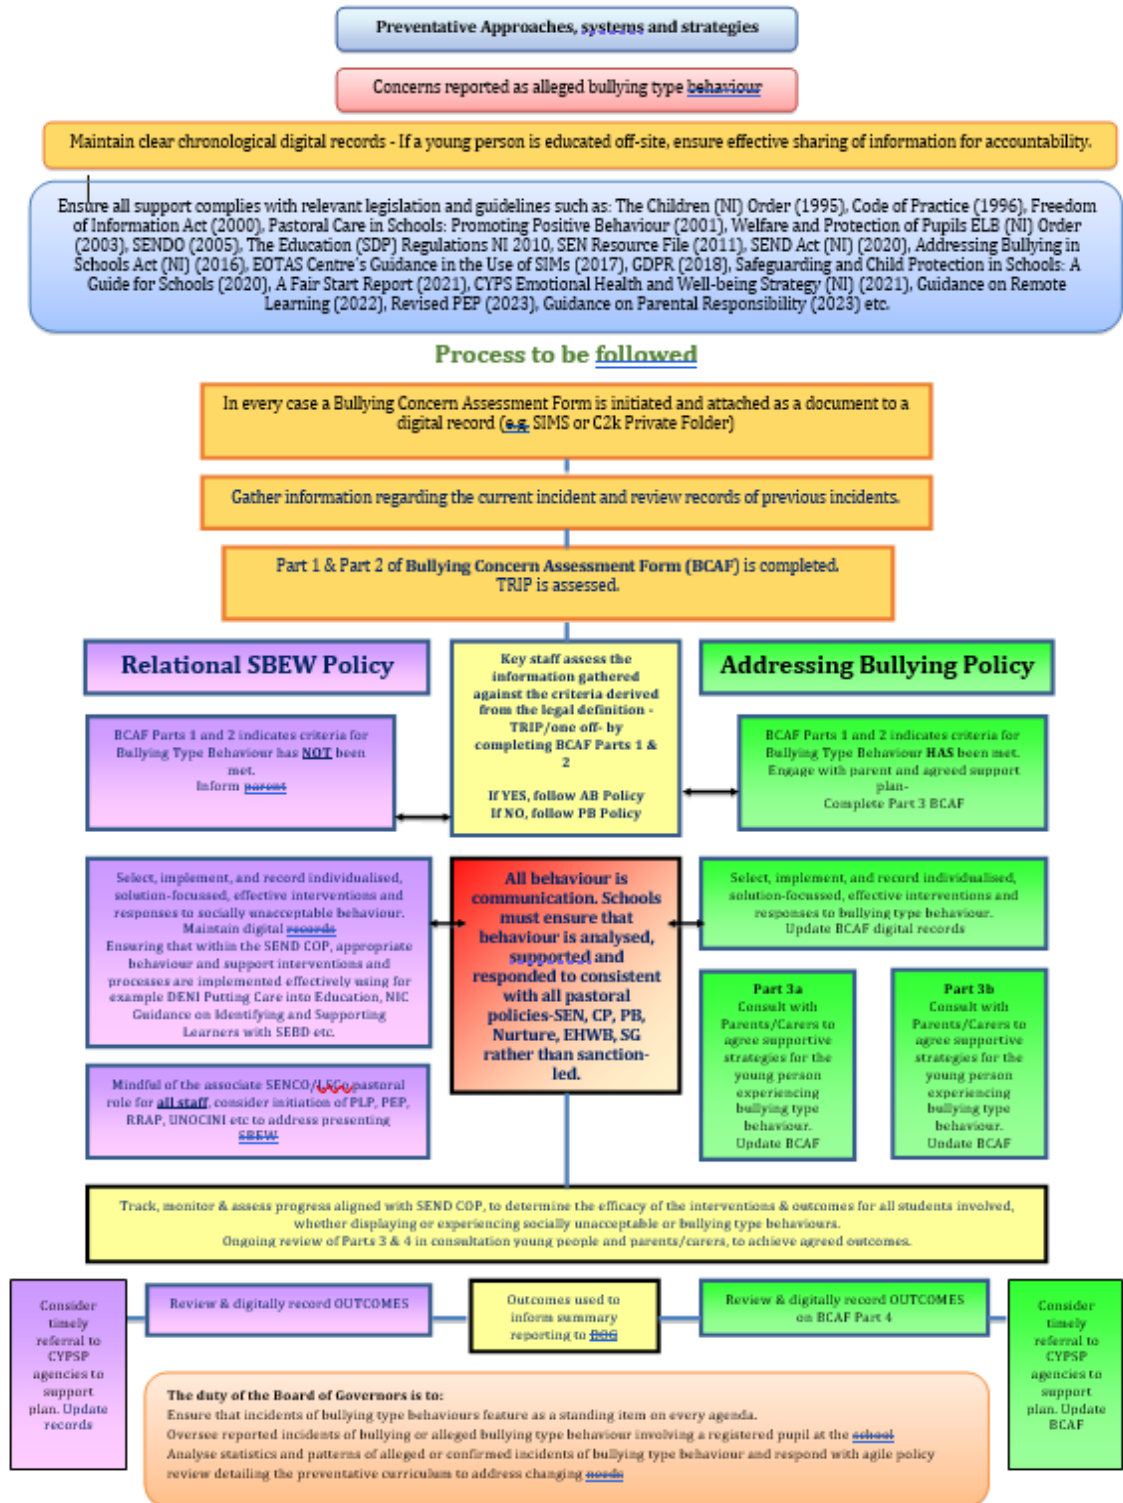 Preventative Approaches, systems and strategies
Concerns reported as alleged bullying type behaviour
Maintain clear chronological digital records - If a young person is educated off-site, ensure effective sharing of information for accountability.
Ensure all support complies with relevant legislation and guidelines such as: The Children (NI) Order (1995), Code of Practice (1996), Freedom
of Information Act (2000), Pastoral Care in Schools: Promoting Positive Behaviour (2001), Welfare and Protection of Pupils ELB (NI) Order
(2003), SENDO (2005), The Education (SDP) Regulations NI 2010, SEN Resource File (2011), SEND Act (NI) (2020), Addressing Bullying in
Schools Act (NI) (2016), EOTAS Centre's Guidance in the Use of SIMs (2017), GDPR (2018), Safeguarding and Child Protection in Schools: A
Guide for Schools (2020), A Fair Start Report (2021), CYPS Emotional Health and Well-being Strategy (NI) (2021), Guidance on Remote
Learning (2022), Revised PEP (2023), Guidance on Parental Responsibility (2023) etc.
Process to be followed
In every case a Bullying Concern Assessment Form is initiated and attached as a document to a
digital record (e.g. SIMS or C2k Private Folder)
Gather information regarding the current incident and review records of previous incidents.
Part 1 & Part 2 of Bullying Concern Assessment Form (BCAF) is completed.
TRIP is assessed.
Relational SBEW Policy
BCAF Parts 1 and 2 indicates criteria for
Bullying Type Behaviour has NOT been
met.
Inform parent
Key staff assess the
information gathered
against the criteria derived
from the legal definition -
TRIP/one off- by
completing BCAF Parts 1 &
2
If YES, follow AB Policy
If NO, follow PB Policy
Addressing Bullying Policy
BCAF Parts 1 and 2 indicates criteria for
Bullying Type Behaviour HAS been met.
Engage with parent and agreed support
plan-
Complete Part 3 BCAF
Select, implement, and record individualised,
solution-focussed, effective interventions and
responses to socially unacceptable behaviour.
Maintain digital records
Ensuring that within the SEND COP, appropriate
behaviour and support interventions and
processes are implemented effectively using for
example DENI Putting Care into Education, NIC
Guidance on Identifying and Supporting
Learners with SEBD etc.
Mindful of the associate SENCO/LSCo pastoral
role for all staff, consider initiation of PLP, PEP,
RRAP, UNOCINI etc to address presenting
SBEW
All behaviour is
communication. Schools
must ensure that
behaviour is analysed,
supported and
responded to consistent
with all pastoral
policies-SEN, CP, PB,
Nurture, EHWB, SG
rather than sanction-
led.
Select, implement, and record individualised,
solution-focussed, effective interventions and
responses to bullying type behaviour.
Update BCAF digital records
Part 3a
Consult with
Parents/Carers to
agree supportive
strategies for the
young person
experiencing
bullying type
behaviour.
Update BCAF
Part 3b
Consult with
Parents/Carers to
agree supportive
strategies for the
young person
experiencing
bullying type
behaviour.
Update BCAF
Track, monitor & assess progress aligned with SEND COP, to determine the efficacy of the interventions & outcomes for all students involved,
whether displaying or experiencing socially unacceptable or bullying type behaviours.
Ongoing review of Parts 3 & 4 in consultation young people and parents/carers, to achieve agreed outcomes.
Consider
timely
referral to
CYPSP
agencies to
support
plan. Update
records
Review & digitally record OUTCOMES
Outcomes used to
inform summary
reporting to BOG
Review & digitally record OUTCOMES
on BCAF Part 4
Consider
timely
referral to
CYPSP
agencies to
support
plan. Update
BCAF
The duty of the Board of Governors is to:
Ensure that incidents of bullying type behaviours feature as a standing item on every agenda.
Oversee reported incidents of bullying or alleged bullying type behaviour involving a registered pupil at the school
Analyse statistics and patterns of alleged or confirmed incidents of bullying type behaviour and respond with agile policy
review detailing the preventative curriculum to address changing needs